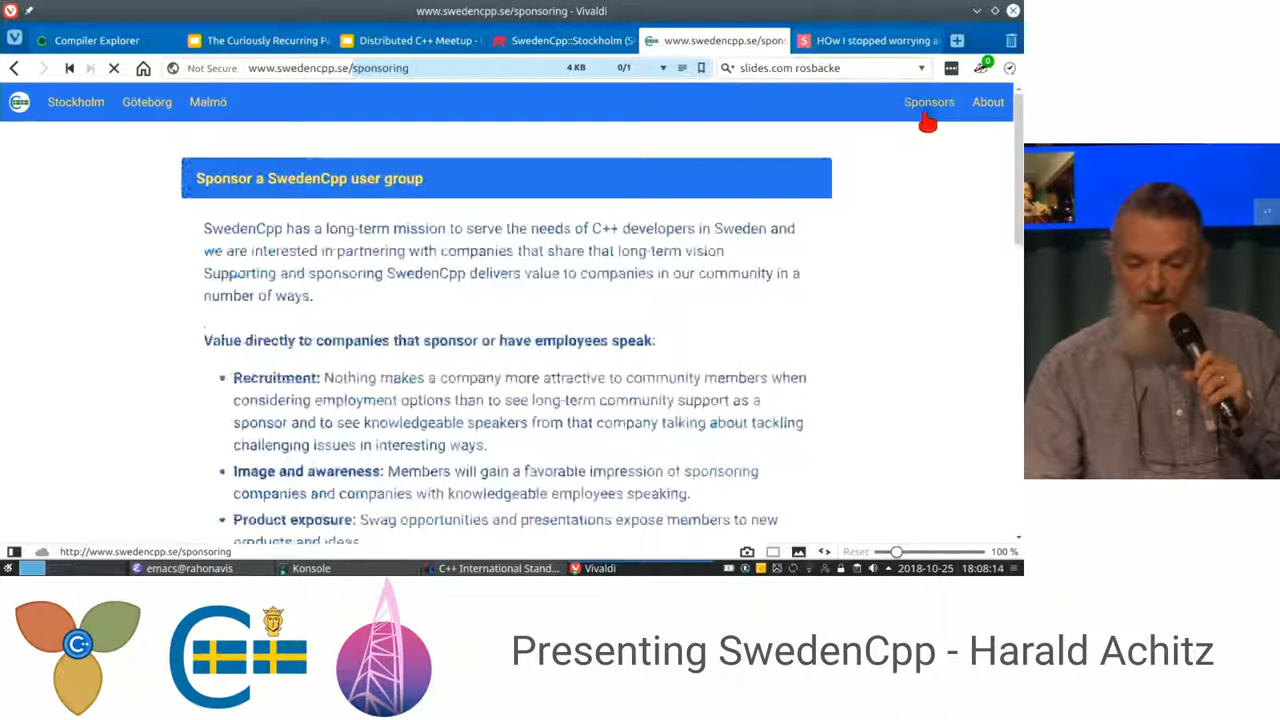 www.swedencpp.se/sponsoring - Vivaldi
Compiler Explorer
The Curiously Recurring Pa
Distributed C++ Meetup -
SwedenCpp::Stockholm (S
www.swedencpp.se/spons
HOw I stopped worrying a
Not Secure www.swedencpp.se/sponsoring 4 KB 0/1 slides.com rosbacke 0
Stockholm Göteborg Malmö Sponsors About
Sponsor a SwedenCpp user group
SwedenCpp has a long-term mission to serve the needs of C++ developers in Sweden and
we are interested in partnering with companies that share that long-term vision
Supporting and sponsoring SwedenCpp delivers value to companies in our community in a
number of ways.
Value directly to companies that sponsor or have employees speak:
Recruitment: Nothing makes a company more attractive to community members when
considering employment options than to see long-term community support as a
sponsor and to see knowledgeable speakers from that company talking about tackling
challenging issues in interesting ways.
Image and awareness: Members will gain a favorable impression of sponsoring
companies and companies with knowledgeable employees speaking.
Product exposure: Swag opportunities and presentations expose members to new
products and ideas.
http://www.swedencpp.se/sponsoring Reset 100 %
emacs@rahonavis Konsole C++ International Stand... Vivaldi 2018-10-25 18:08:14
Presenting SwedenCpp - Harald Achitz